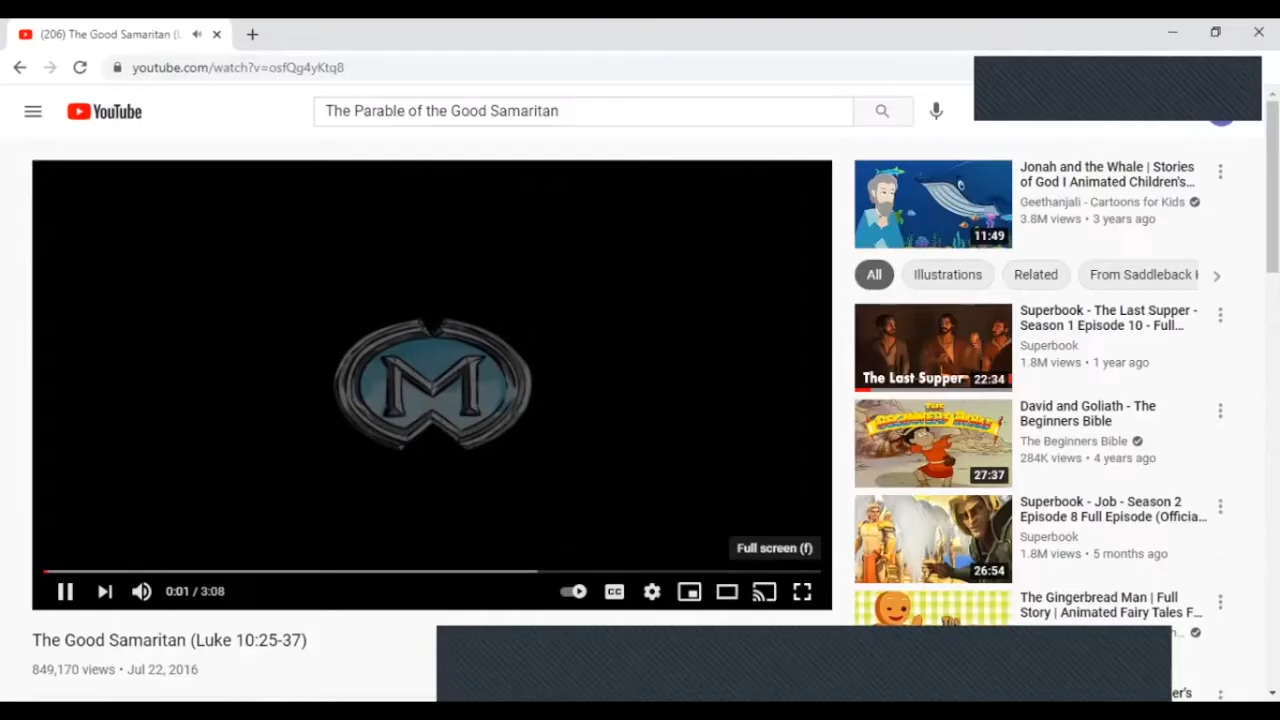 (206) The Good Samaritan (L
youtube.com/watch?v=osfQg4yKtq8
YouTube
The Parable of the Good Samaritan
M
Full screen (f)
0:01 / 3:08
CC
The Good Samaritan (Luke 10:25-37)
849,170 views • Jul 22, 2016
11:49
Jonah and the Whale | Stories
of God I Animated Children's...
Geethanjali - Cartoons for Kids
3.8M views • 3 years ago
All
Illustrations
Related
From Saddleback
The Last Supper
22:34
Superbook - The Last Supper -
Season 1 Episode 10 - Full...
Superbook
1.8M views • 1 year ago
THE
BEGINNERS BIBLE
27:37
David and Goliath - The
Beginners Bible
The Beginners Bible
284K views • 4 years ago
26:54
Superbook - Job - Season 2
Episode 8 Full Episode (Officia...
Superbook
1.8M views • 5 months ago
The Gingerbread Man | Full
Story | Animated Fairy Tales F...
er's